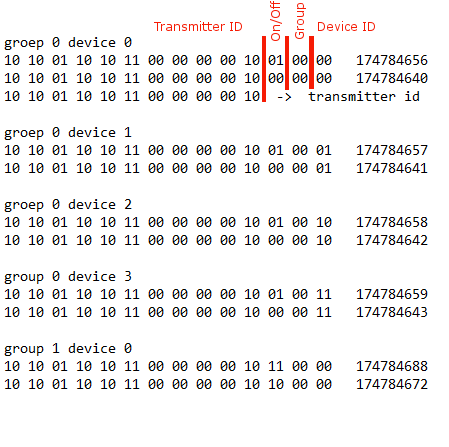 Transmitter ID On/Off Group Device ID
groep 0 device 0
10 10 01 10 10 11 00 00 00 00 10 01 00 00 174784656
10 10 01 10 10 11 00 00 00 00 10 00 00 00 174784640
10 10 01 10 10 11 00 00 00 00 10 -> transmitter id
groep 0 device 1
10 10 01 10 10 11 00 00 00 00 10 01 00 01 174784657
10 10 01 10 10 11 00 00 00 00 10 00 00 01 174784641
groep 0 device 2
10 10 01 10 10 11 00 00 00 00 10 01 00 10 174784658
10 10 01 10 10 11 00 00 00 00 10 00 00 10 174784642
group 0 device 3
10 10 01 10 10 11 00 00 00 00 10 01 00 11 174784659
10 10 01 10 10 11 00 00 00 00 10 00 00 11 174784643
group 1 device 0
10 10 01 10 10 11 00 00 00 00 10 11 00 00 174784688
10 10 01 10 10 11 00 00 00 00 10 10 00 00 174784672